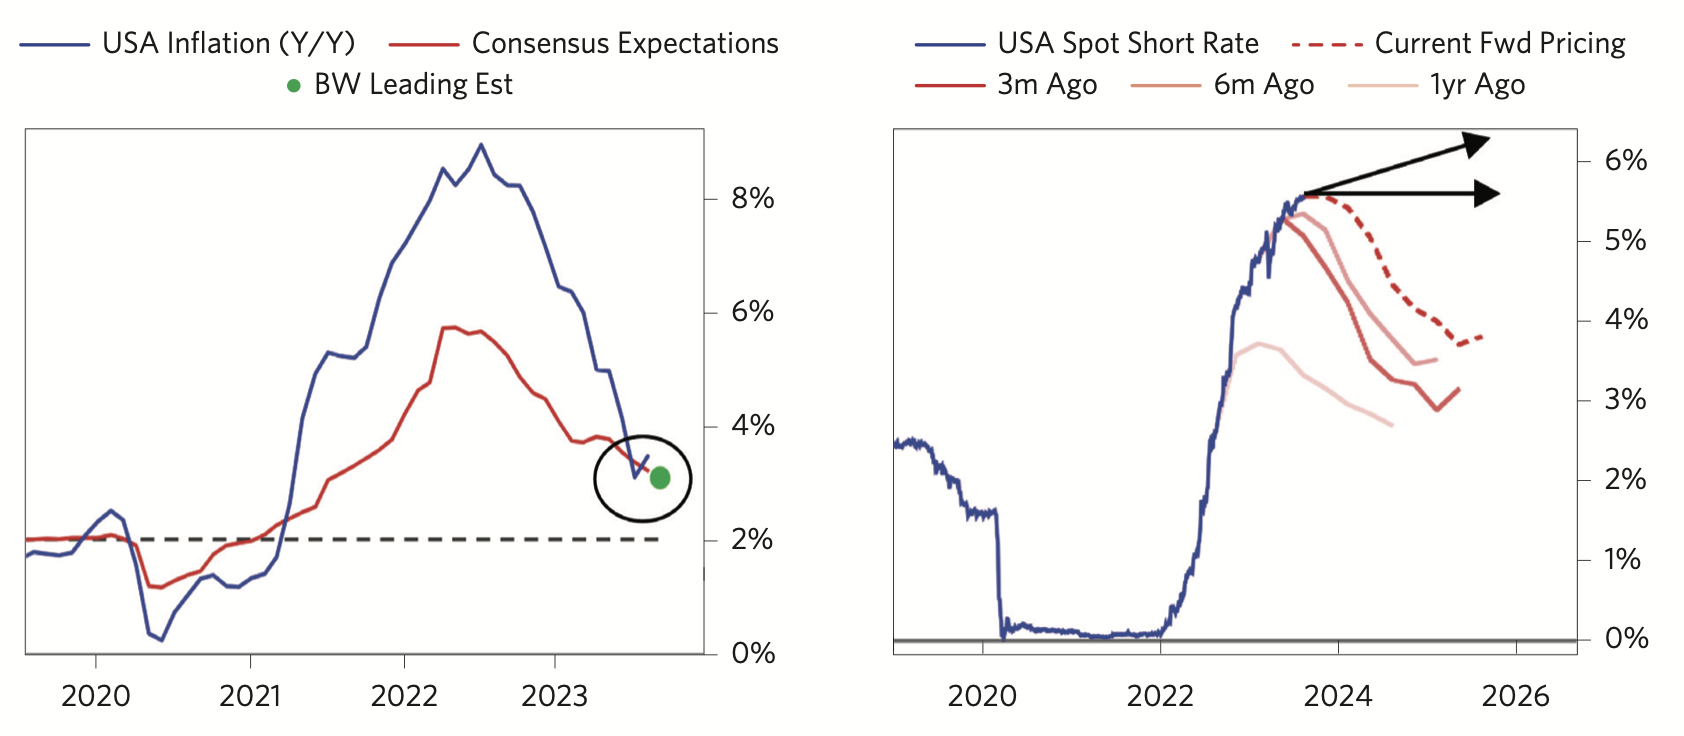 USA Inflation (Y/Y) Consensus Expectations
BW Leading Est
8%
6%
4%
2%
0%
2020 2021 2022 2023
USA Spot Short Rate Current Fwd Pricing
3m Ago 6m Ago 1yr Ago
6%
5%
4%
3%
2%
1%
0%
2020 2022 2024 2026